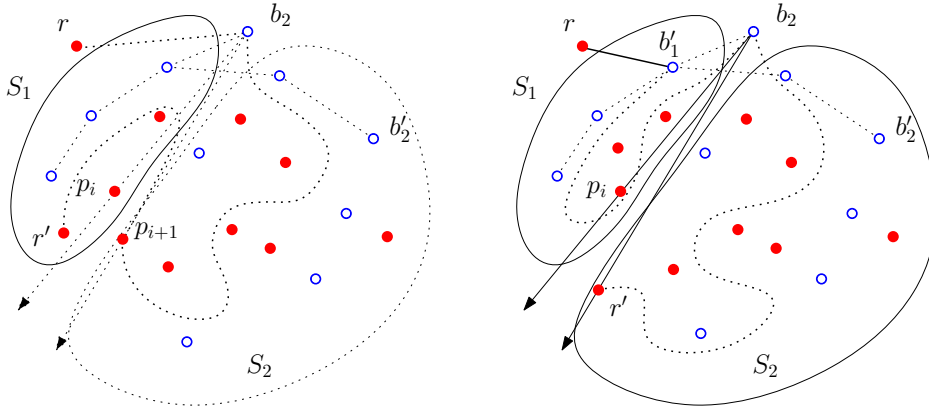 r
b₂
S₁
b′₂
pᵢ
r′
pᵢ₊₁
S₂
r
b₂
b′₁
S₁
b′₂
pᵢ
r′
S₂